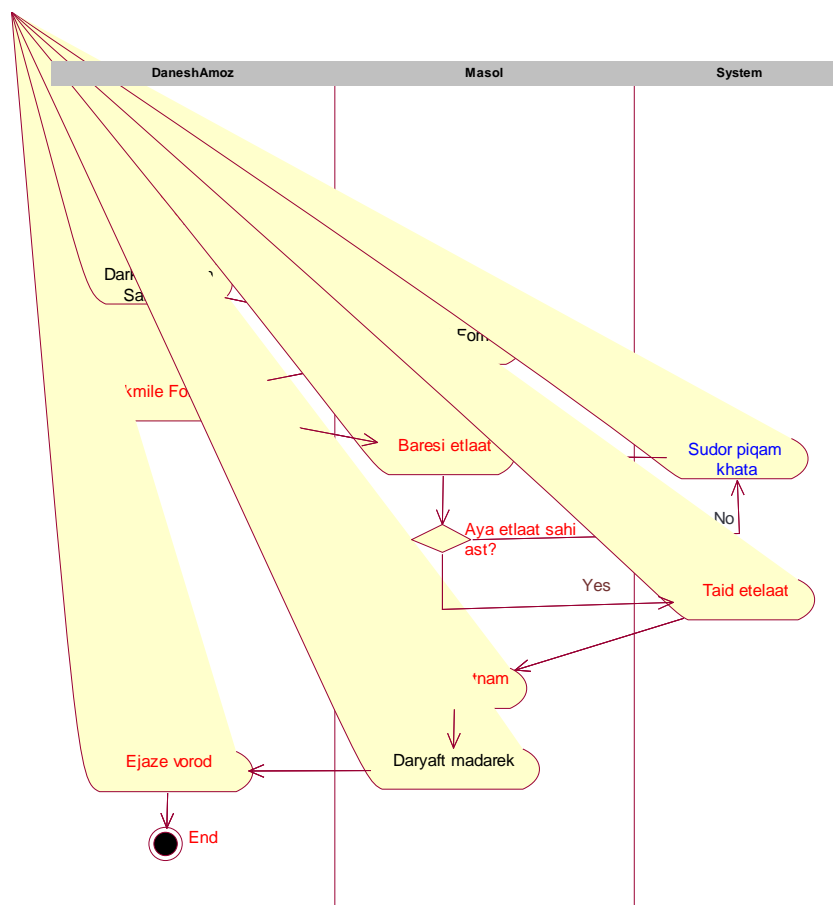 DaneshAmoz
Masol
System
Baresi etlaat
Sudor piqam
khata
No
Aya etlaat sahi
ast?
Yes
Taid etelaat
Daryaft madarek
Ejaze vorod
End